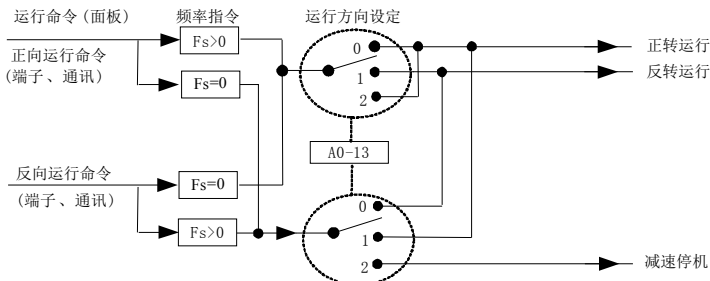 运行命令(面板)
频率指令
运行方向设定
Fs>0
0
正转运行
正向运行命令
(端子、通讯)
1
反转运行
Fs=0
2
A0-13
反向运行命令
Fs=0
(端子、通讯)
0
Fs>0
1
2
减速停机